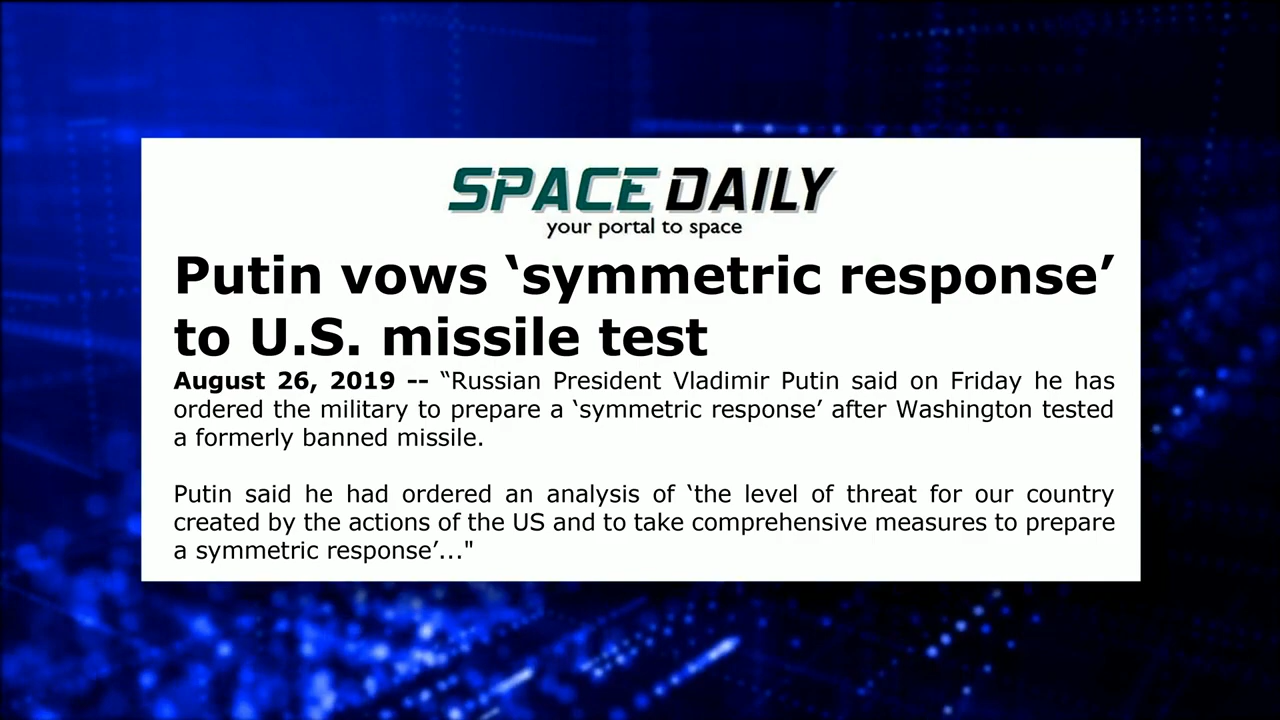 SPACE DAILY
your portal to space
Putin vows ‘symmetric response’
to U.S. missile test
August 26, 2019 -- “Russian President Vladimir Putin said on Friday he has
ordered the military to prepare a ‘symmetric response’ after Washington tested
a formerly banned missile.
Putin said he had ordered an analysis of ‘the level of threat for our country
created by the actions of the US and to take comprehensive measures to prepare
a symmetric response’..."